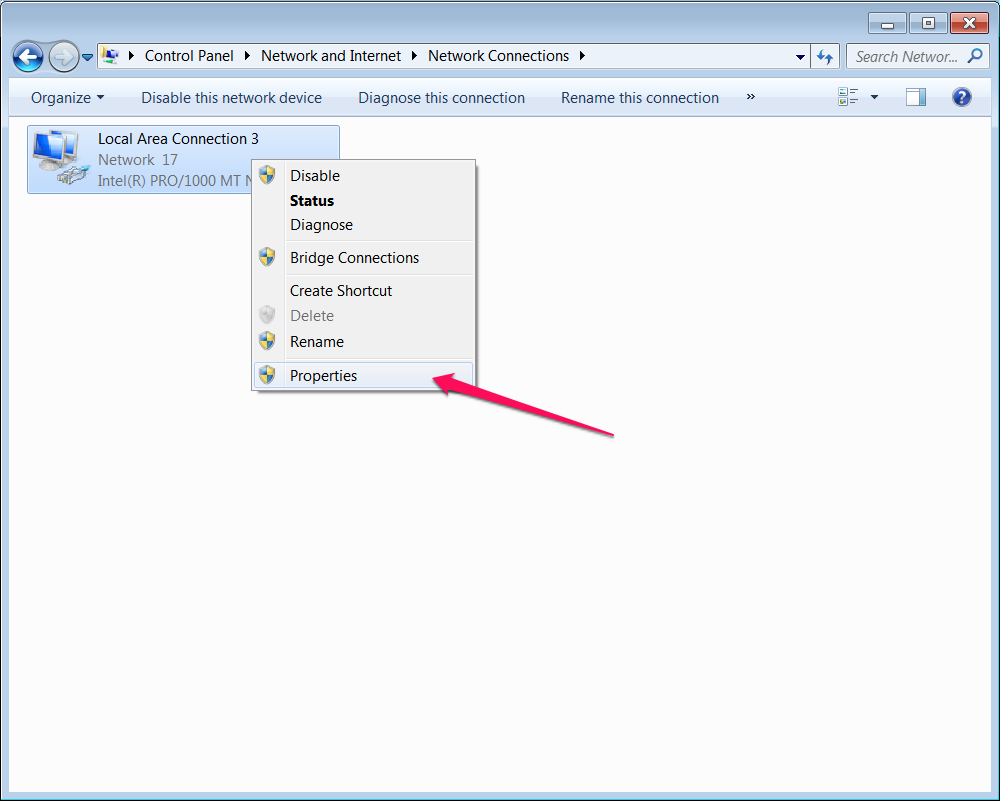 Control Panel Network and Internet Network Connections Search Networ...
Organize Disable this network device Diagnose this connection Rename this connection »
Local Area Connection 3
Network 17
Intel(R) PRO/1000 MT N
Disable
Status
Diagnose
Bridge Connections
Create Shortcut
Delete
Rename
Properties